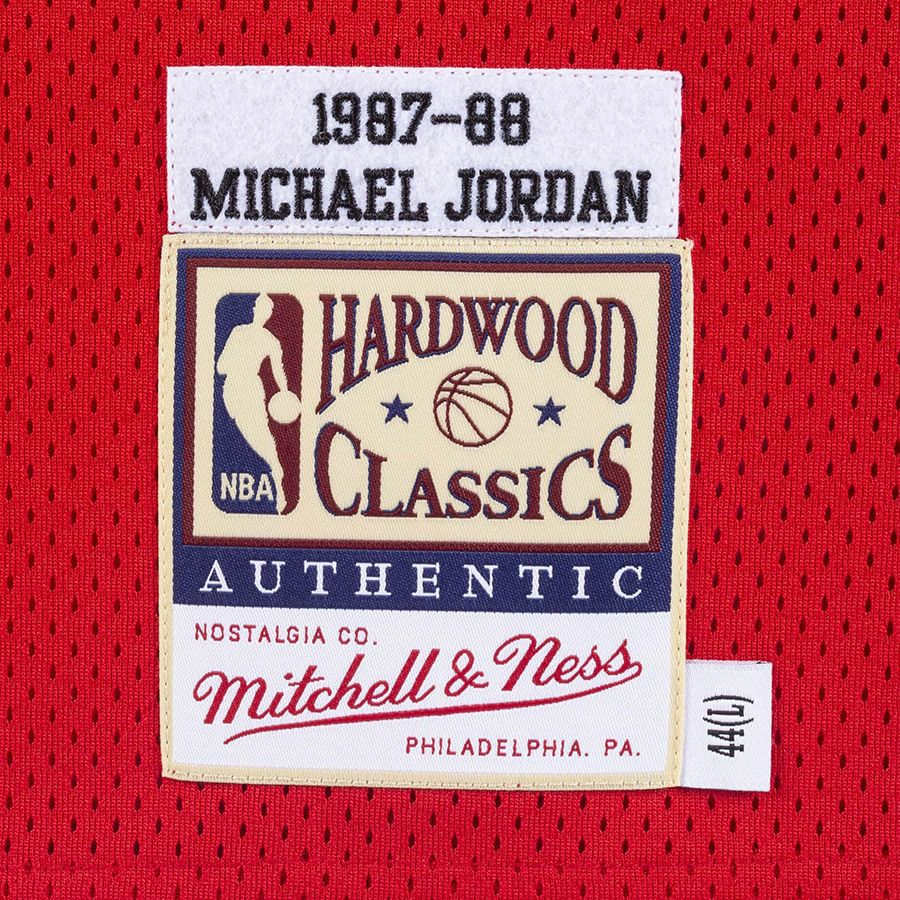 1987-88
MICHAEL JORDAN
HARDWOOD
CLASSICS
NBA
AUTHENTIC
NOSTALGIA CO.
Mitchell & Ness
PHILADELPHIA. PA.
44(L)